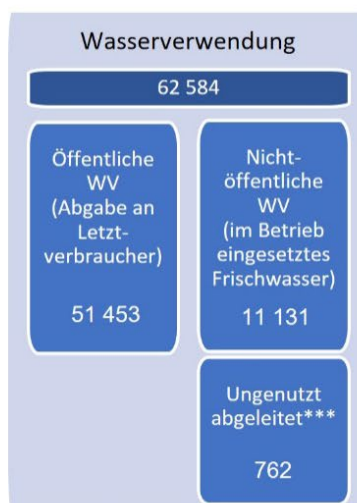 Wasserverwendung
62 584
Öffentliche
WV
(Abgabe an
Letzt-
verbraucher)
51 453
Nicht-
öffentliche
WV
(im Betrieb
eingesetztes
Frischwasser)
11 131
Ungenutzt
abgeleitet***
762